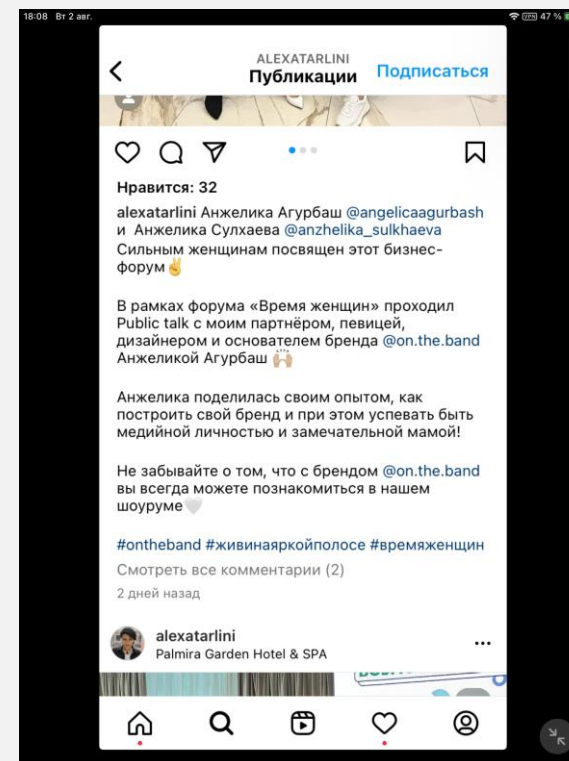 18:08 Вт 2 авг.
VPN 47 %
ALEXATARLINI
Публикации
Подписаться
Нравится: 32
alexatarlini Анжелика Агурбаш @angelicaagurbash
и Анжелика Сулхаева @anzhelika_sulkhaeva
Сильным женщинам посвящен этот бизнес-
форум✌️
В рамках форума «Время женщин» проходил
Public talk с моим партнёром, певицей,
дизайнером и основателем бренда @on.the.band
Анжеликой Агурбаш 🙌🏼
Анжелика поделилась своим опытом, как
построить свой бренд и при этом успевать быть
медийной личностью и замечательной мамой!
Не забывайте о том, что с брендом @on.the.band
вы всегда можете познакомиться в нашем
шоуруме🤍
#ontheband #живинаяркойполосе #времяженщин
Смотреть все комментарии (2)
2 дней назад
alexatarlini
Palmira Garden Hotel & SPA